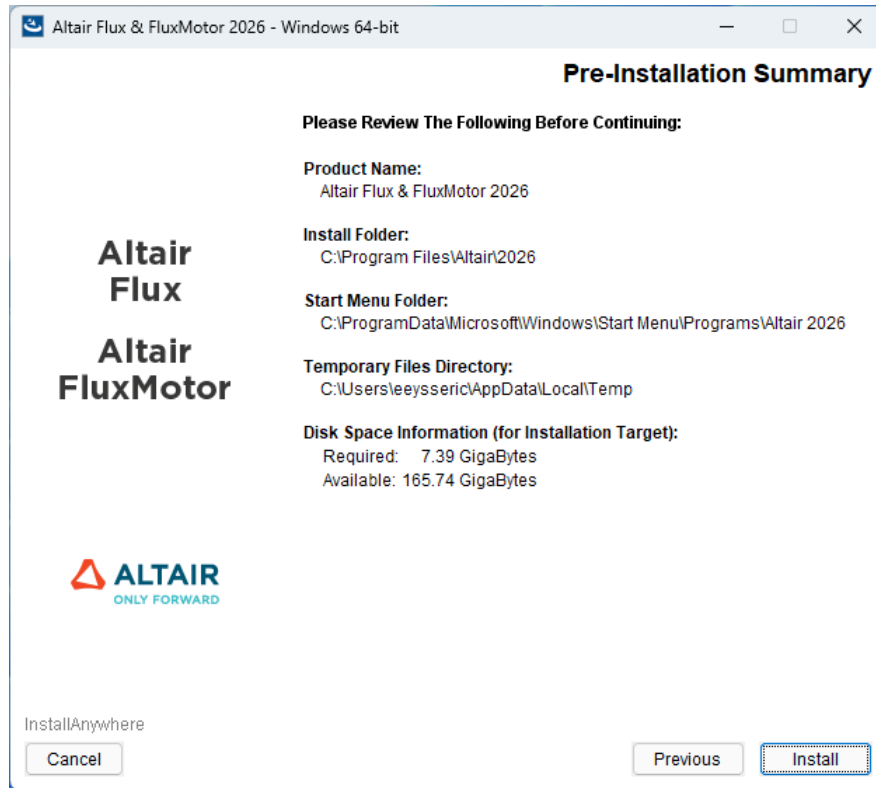 Altair Flux & FluxMotor 2026 - Windows 64-bit
Pre-Installation Summary
Please Review The Following Before Continuing:
Product Name:
Altair Flux & FluxMotor 2026
Install Folder:
C:\Program Files\Altair\2026
Start Menu Folder:
C:\ProgramData\Microsoft\Windows\Start Menu\Programs\Altair 2026
Temporary Files Directory:
C:\Users\eeysseric\AppData\Local\Temp
Disk Space Information (for Installation Target):
Required: 7.39 GigaBytes
Available: 165.74 GigaBytes
Altair
Flux
Altair
FluxMotor
ALTAIR
ONLY FORWARD
InstallAnywhere
Cancel
Previous
Install